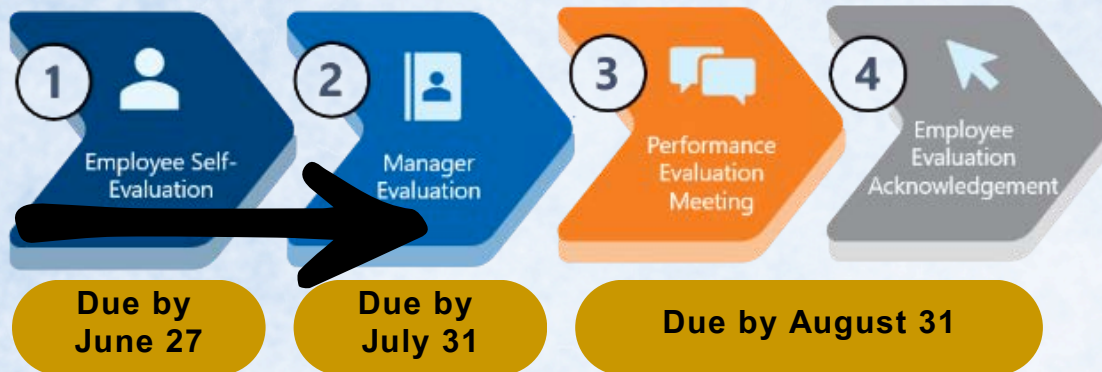 1
Employee Self-
Evaluation
2
Manager
Evaluation
3
Performance
Evaluation
Meeting
4
Employee
Evaluation
Acknowledgement
Due by
June 27
Due by
July 31
Due by August 31